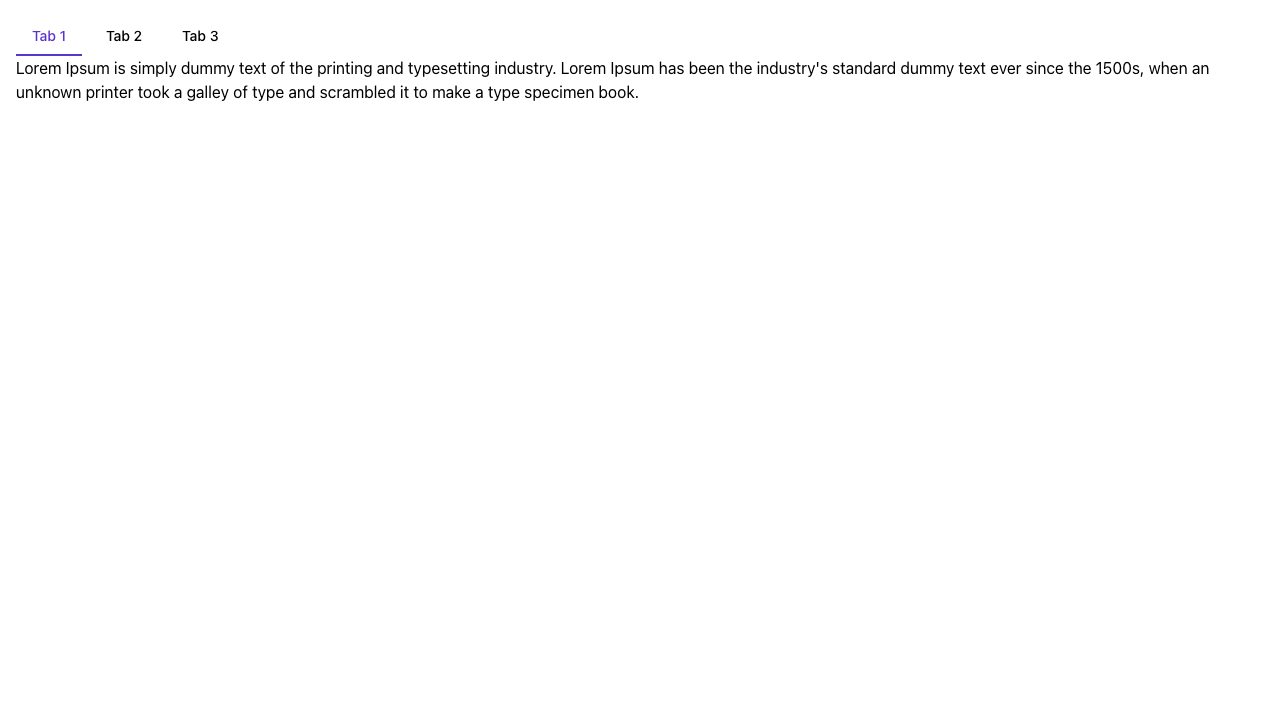 Tab 1 Tab 2 Tab 3
Lorem Ipsum is simply dummy text of the printing and typesetting industry. Lorem Ipsum has been the industry's standard dummy text ever since the 1500s, when an
unknown printer took a galley of type and scrambled it to make a type specimen book.